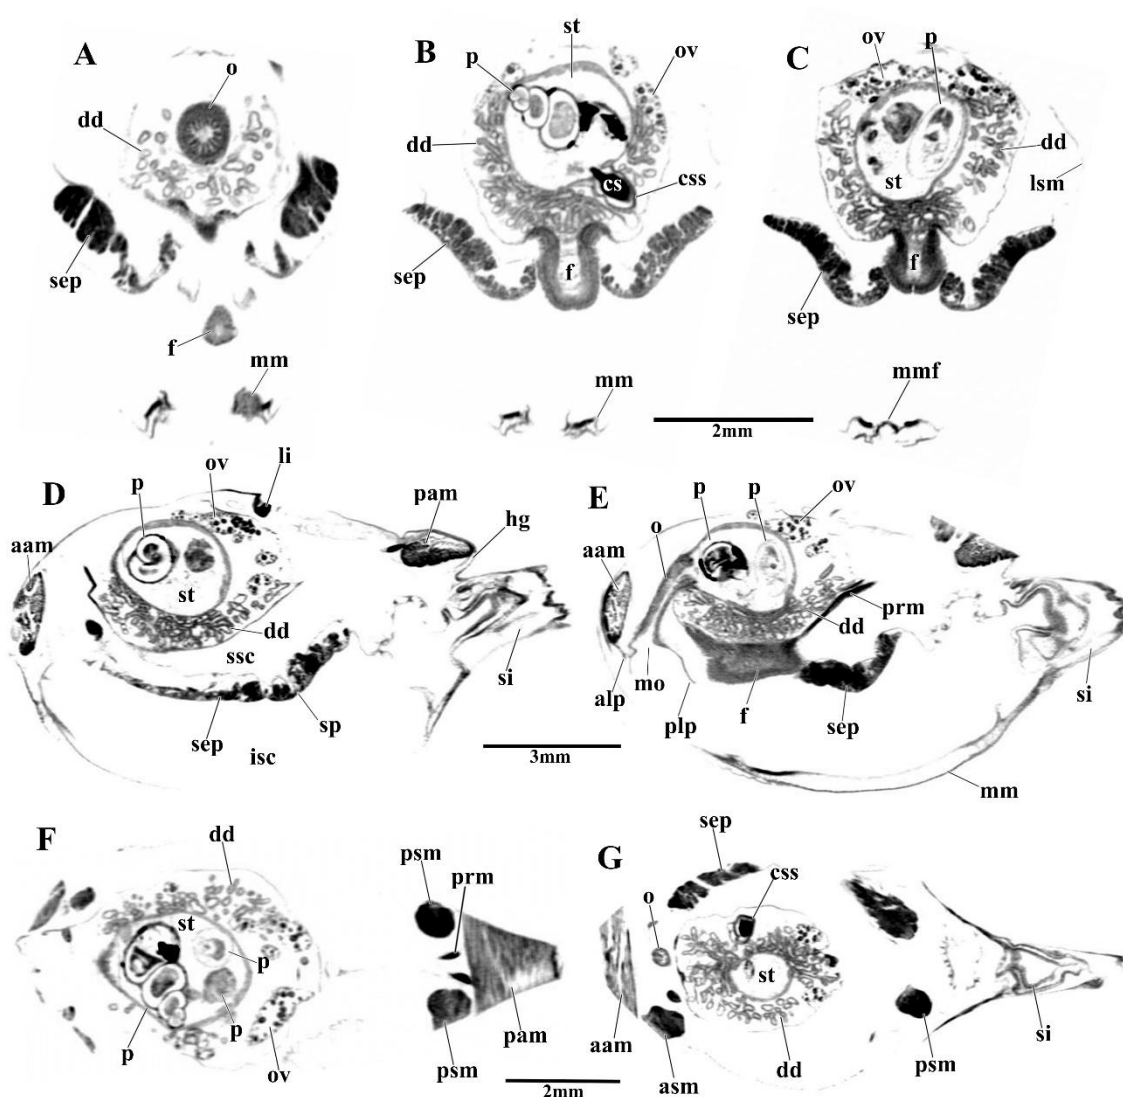 A
o
dd
sep
f
mm
B
st
p
ov
dd
cs
css
sep
f
mm
2mm
C
ov
p
dd
st
lsm
f
sep
mmf
D
p
ov
li
aam
pam
hg
st
dd
ssc
si
sep
sp
isc
3mm
E
p
p
ov
o
aam
prm
dd
mo
alp
plp
f
sep
si
mm
F
dd
st
p
p
p
ov
psm
prm
psm
pam
2mm
G
sep
css
o
st
aam
asm
dd
psm
si